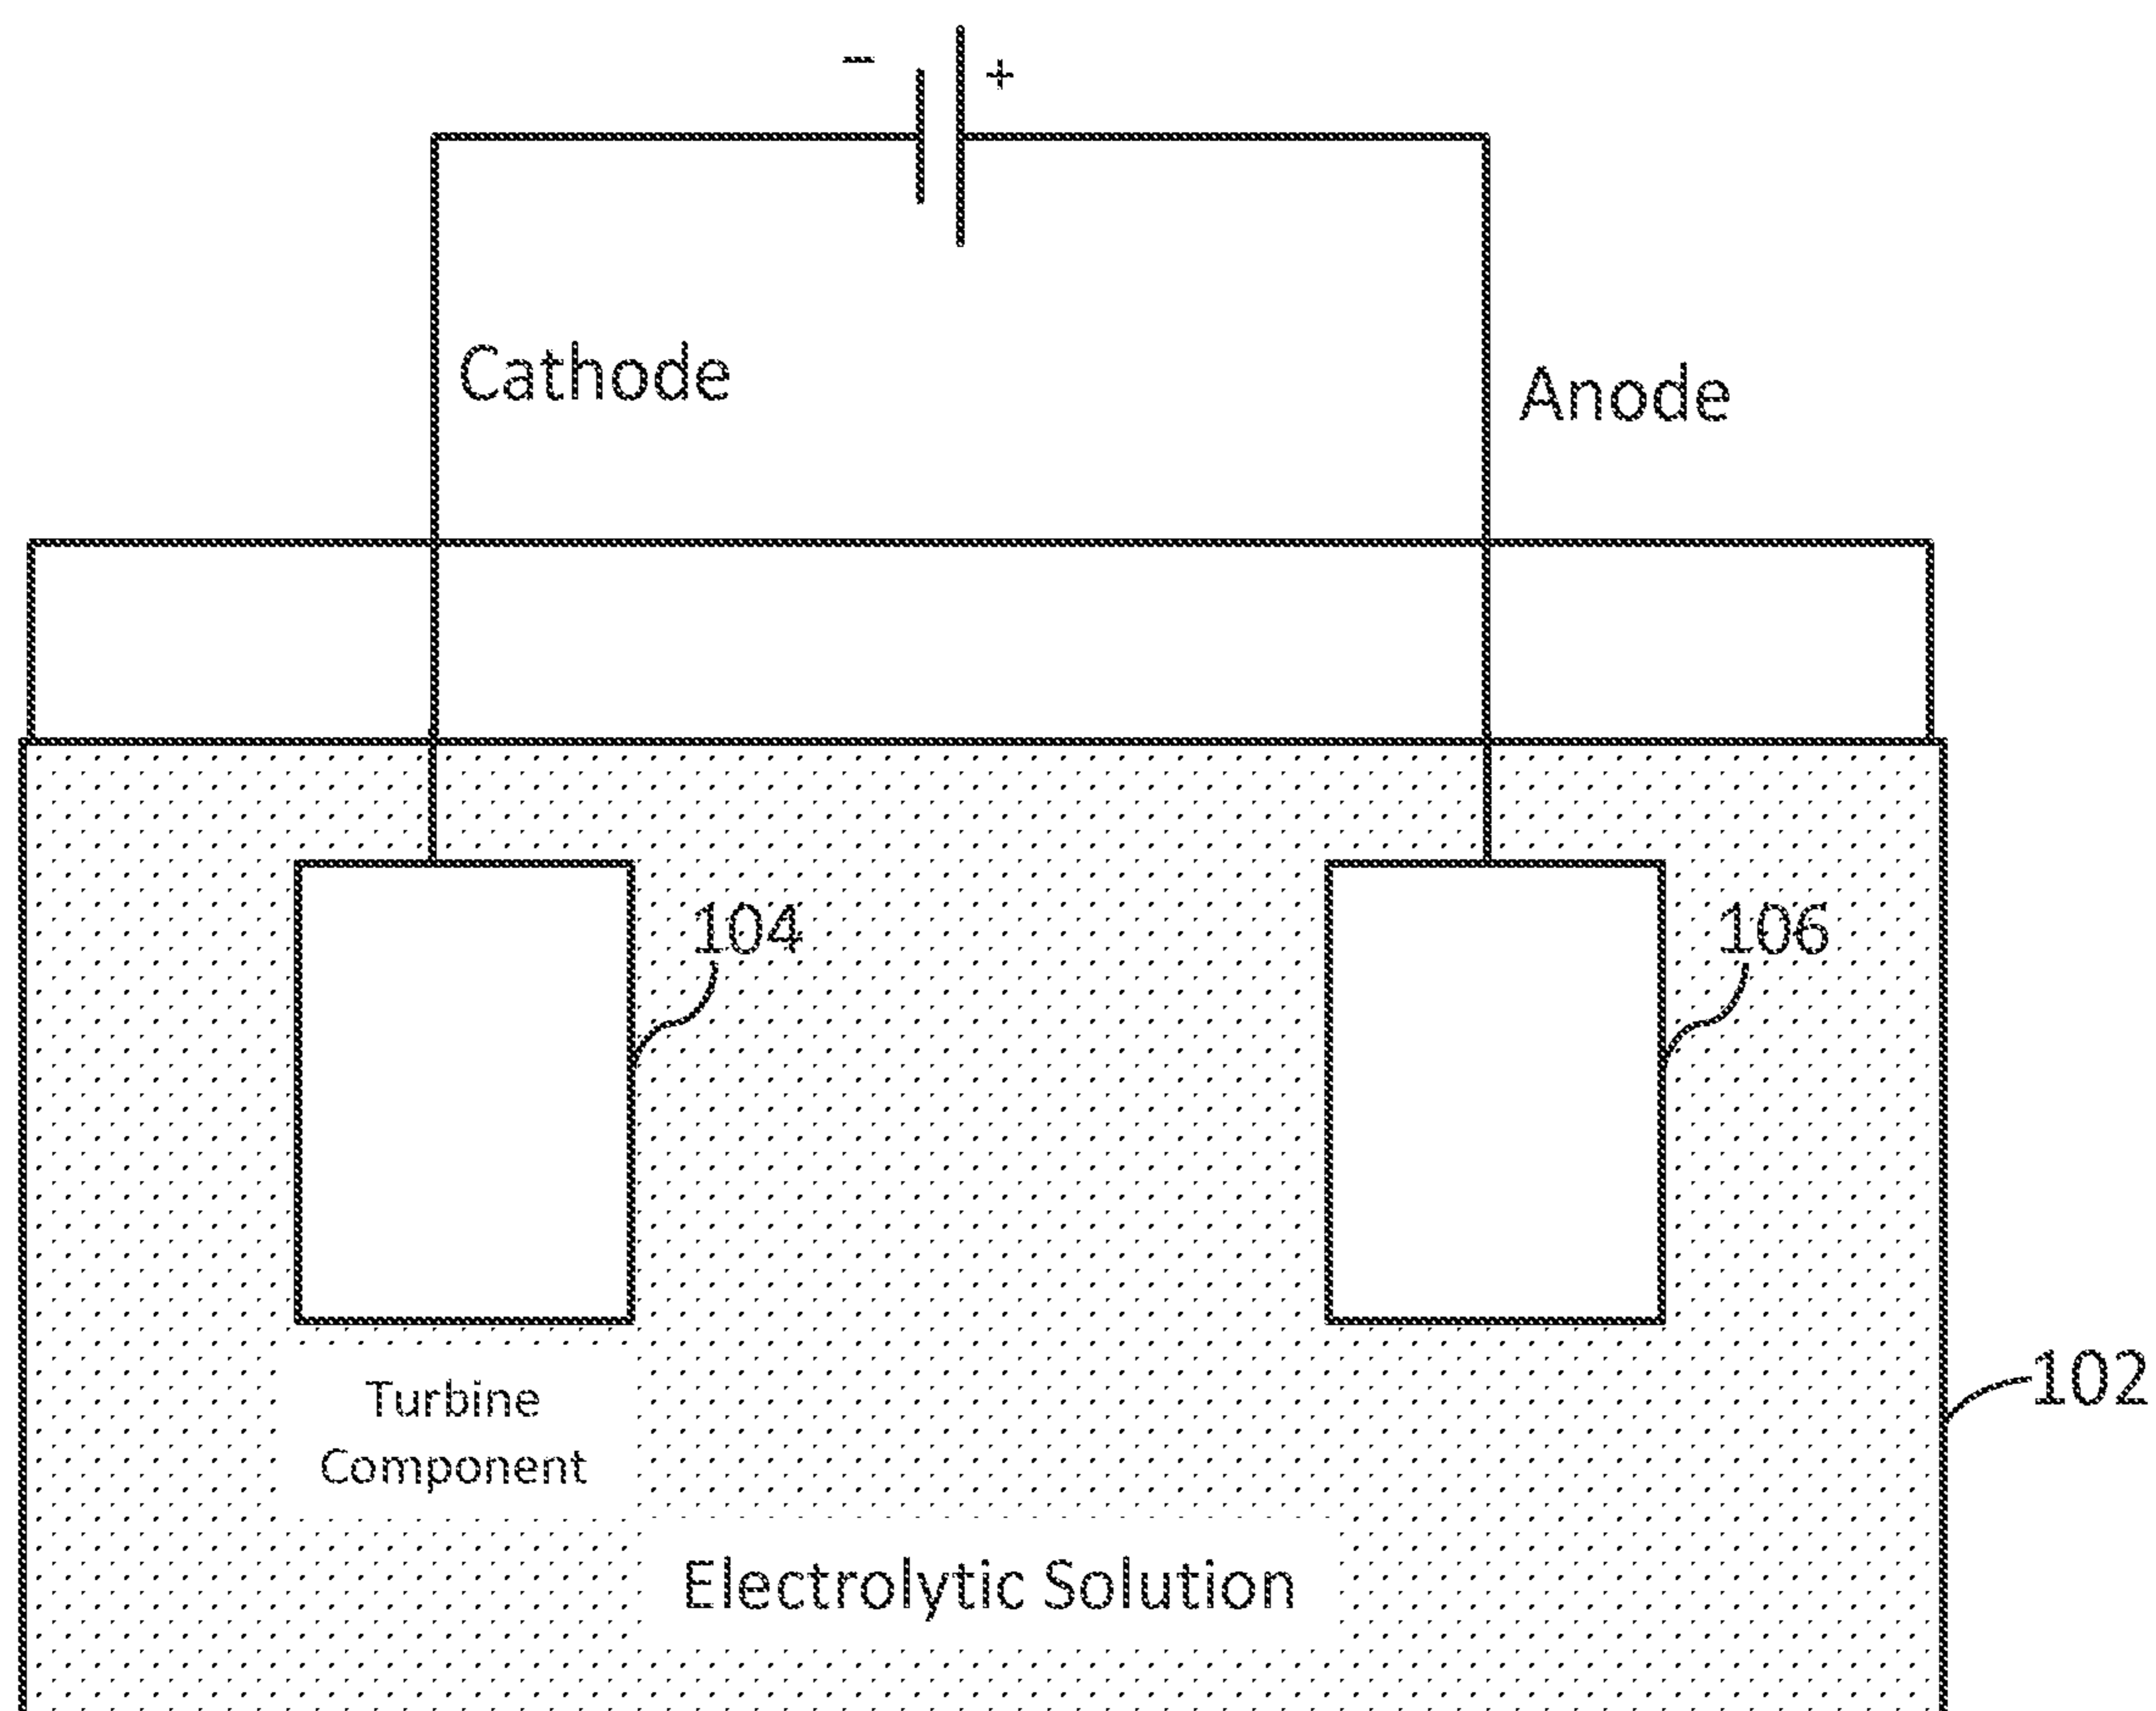 − +
Cathode
Anode
104
106
102
Turbine
Component
Electrolytic Solution